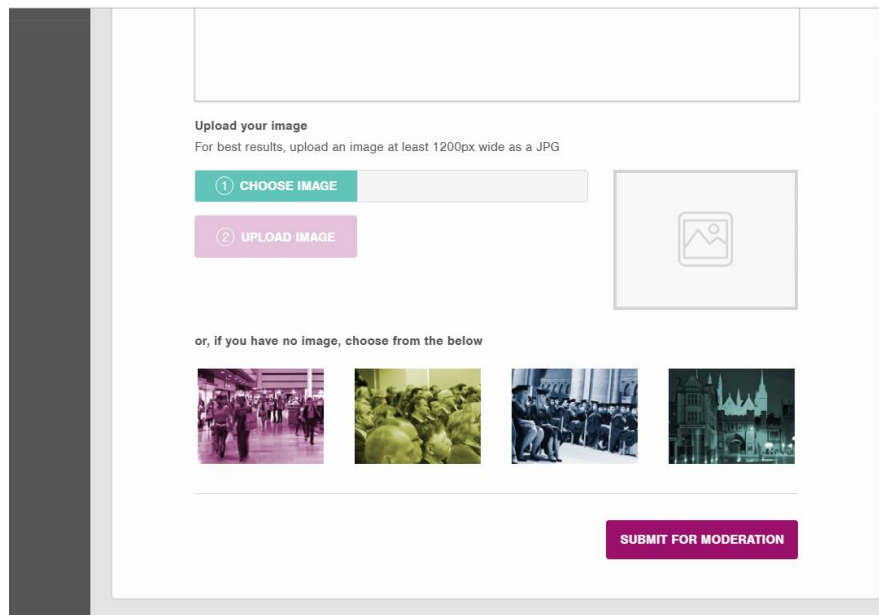 Upload your image
For best results, upload an image at least 1200px wide as a JPG
1 CHOOSE IMAGE
2 UPLOAD IMAGE
or, if you have no image, choose from the below
SUBMIT FOR MODERATION